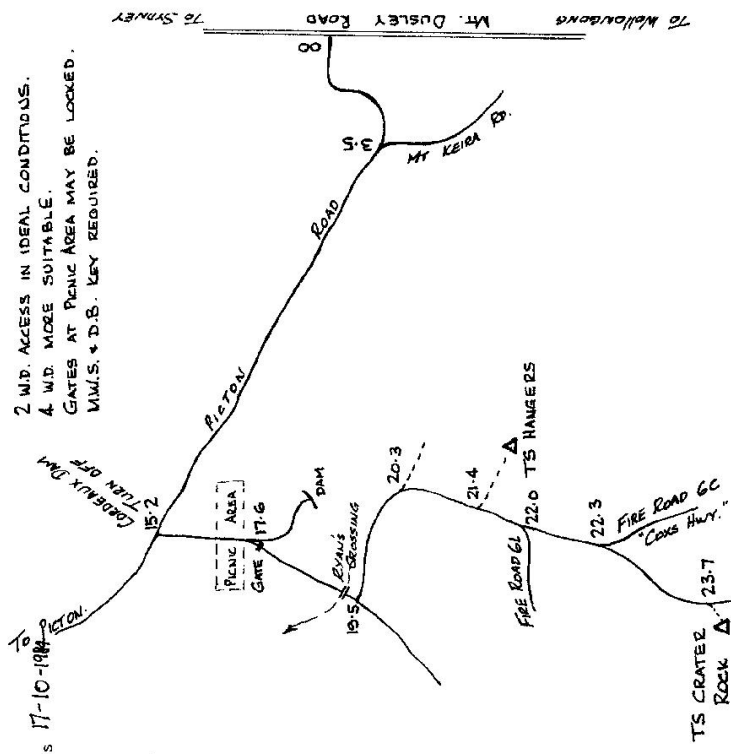 2 W.D. ACCESS IN IDEAL CONDITIONS.
4 W.D. MORE SUITABLE.
GATES AT PICNIC AREA MAY BE LOCKED.
M.W.S. & D.B. KEY REQUIRED.
TO SYDNEY
MT. OUSLEY ROAD
TO WOLLONGONG
00
3.5
MT KEIRA RD.
PICTON
ROAD
CORDEAUX DAM
TURN OFF
15.2
TO PICTON.
s 17-10-1984
PICNIC AREA
GATE
17.6
DAM
RYAN'S
CROSSING
19.5
20.3
21.4
TS HANGERS
22.0
FIRE ROAD 6L
22.3
FIRE ROAD 6C
"COXS HWY."
23.7
TS CRATER
ROCK